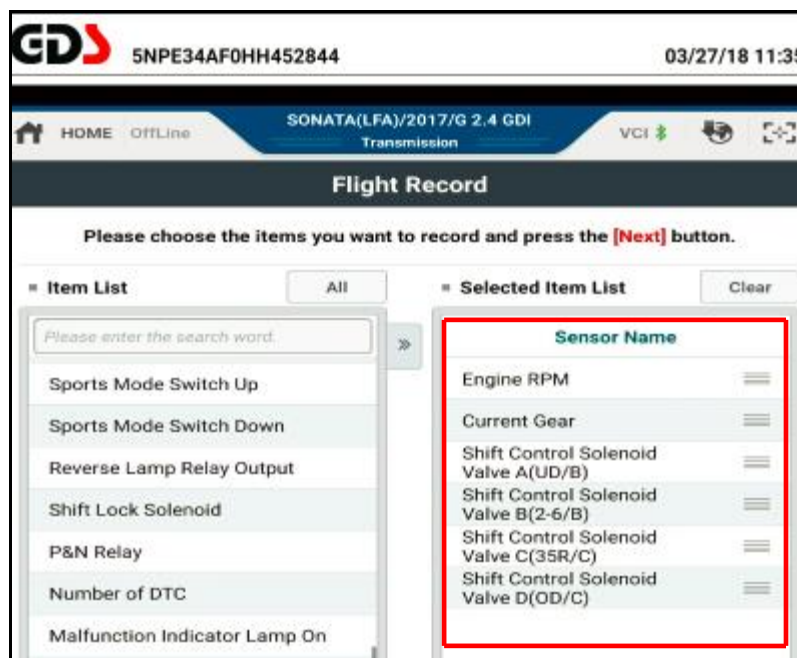 GDS
5NPE34AF0HH452844
03/27/18 11:35
HOME OffLine
SONATA(LFA)/2017/G 2.4 GDI
Transmission
VCI
Flight Record
Please choose the items you want to record and press the [Next] button.
Item List
All
Please enter the search word.
Sports Mode Switch Up
Sports Mode Switch Down
Reverse Lamp Relay Output
Shift Lock Solenoid
P&N Relay
Number of DTC
Malfunction Indicator Lamp On
»
Selected Item List
Clear
Sensor Name
Engine RPM
Current Gear
Shift Control Solenoid
Valve A(UD/B)
Shift Control Solenoid
Valve B(2-6/B)
Shift Control Solenoid
Valve C(35R/C)
Shift Control Solenoid
Valve D(OD/C)